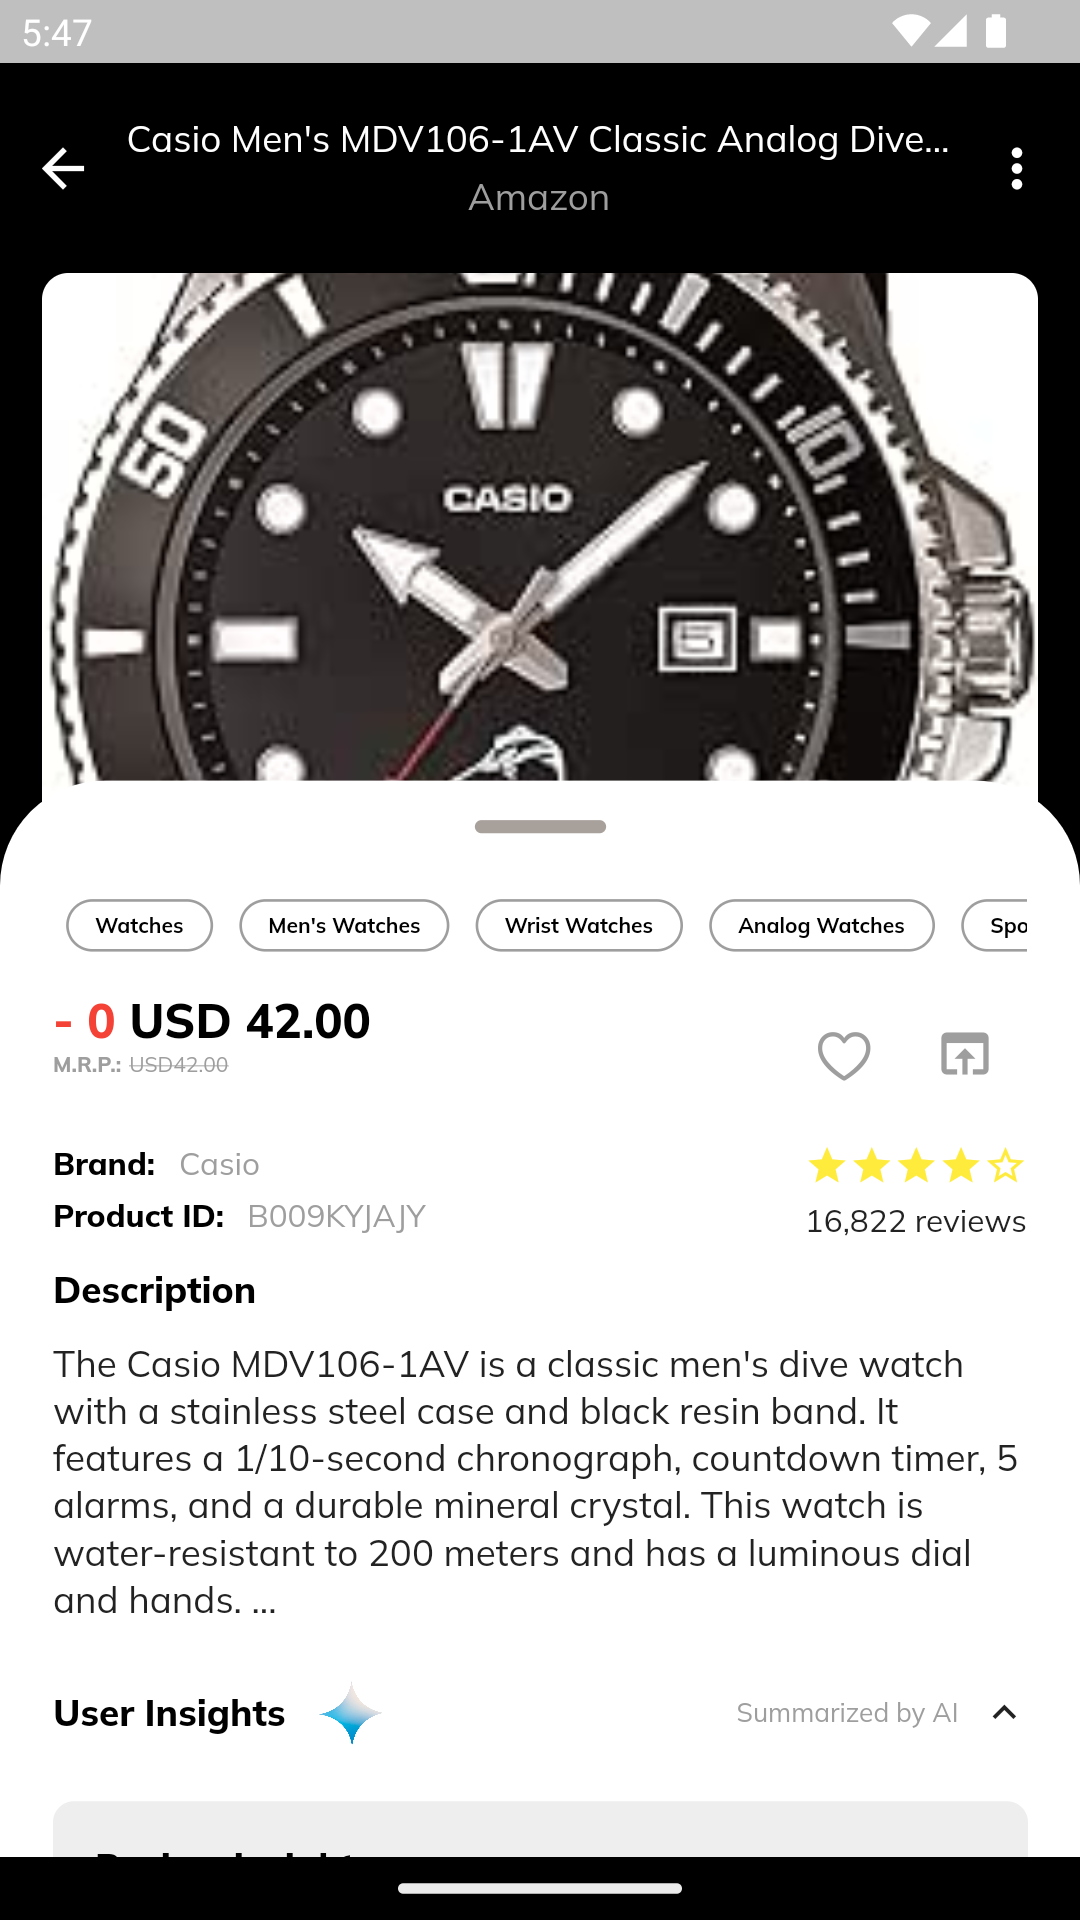 5:47
Casio Men's MDV106-1AV Classic Analog Dive...
Amazon
50
10
CASIO
5
Watches
Men's Watches
Wrist Watches
Analog Watches
Spo
- 0 USD 42.00
M.R.P.: USD42.00
Brand: Casio
Product ID: B009KYJAJY
16,822 reviews
Description
The Casio MDV106-1AV is a classic men's dive watch
with a stainless steel case and black resin band. It
features a 1/10-second chronograph, countdown timer, 5
alarms, and a durable mineral crystal. This watch is
water-resistant to 200 meters and has a luminous dial
and hands. ...
User Insights
Summarized by AI